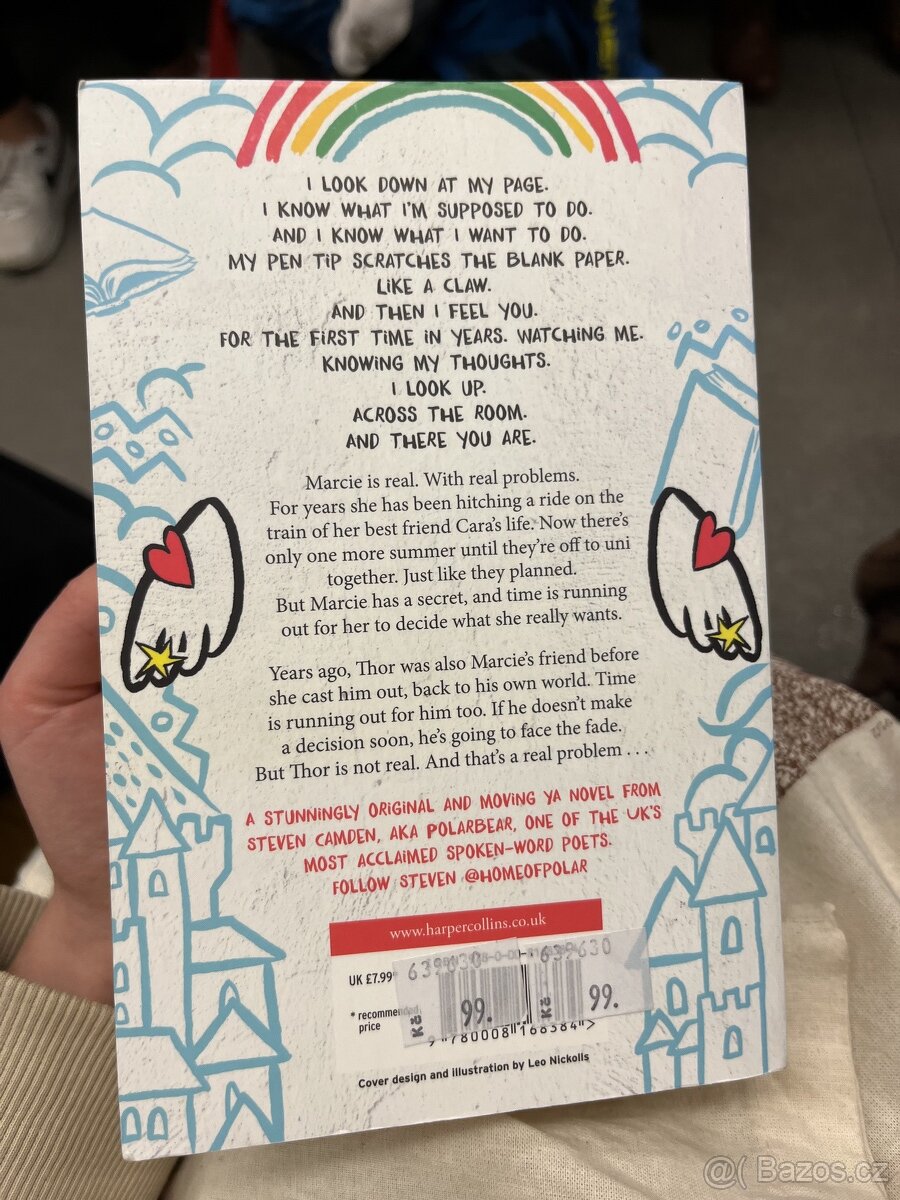 I LOOK DOWN AT MY PAGE.
I KNOW WHAT I'M SUPPOSED TO DO.
AND I KNOW WHAT I WANT TO DO.
MY PEN TIP SCRATCHES THE BLANK PAPER.
LIKE A CLAW.
AND THEN I FEEL YOU.
FOR THE FIRST TIME IN YEARS. WATCHING ME.
KNOWING MY THOUGHTS.
I LOOK UP.
ACROSS THE ROOM.
AND THERE YOU ARE.
Marcie is real. With real problems.
For years she has been hitching a ride on the
train of her best friend Cara's life. Now there's
only one more summer until they're off to uni
together. Just like they planned.
But Marcie has a secret, and time is running
out for her to decide what she really wants.
Years ago, Thor was also Marcie's friend before
she cast him out, back to his own world. Time
is running out for him too. If he doesn't make
a decision soon, he's going to face the fade.
But Thor is not real. And that's a real problem . . .
A STUNNINGLY ORIGINAL AND MOVING YA NOVEL FROM
STEVEN CAMDEN, AKA POLARBEAR, ONE OF THE UK'S
MOST ACCLAIMED SPOKEN-WORD POETS.
FOLLOW STEVEN @HOMEOFPOLAR
www.harpercollins.co.uk
UK £7.99*
639630 639630
* recommended
price
Kč 99. Kč 99.
9 780008 168384 >
Cover design and illustration by Leo Nickolls
@( Bazos.cz